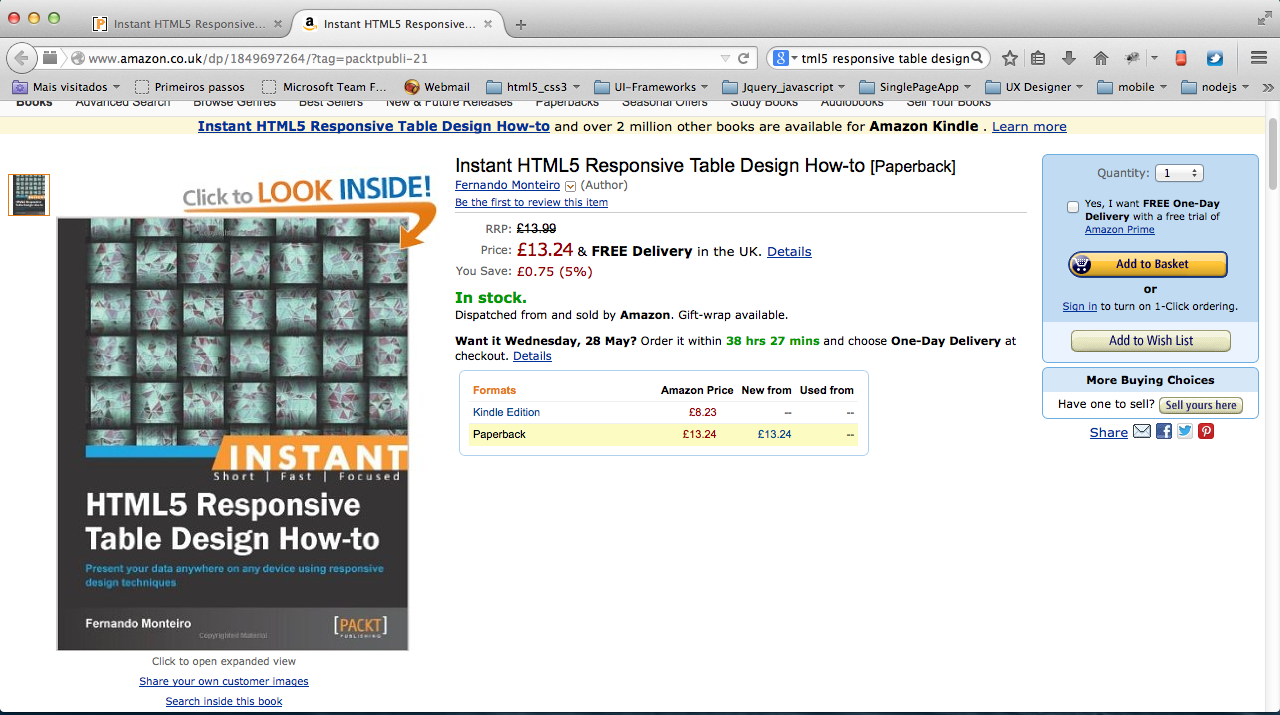 Instant HTML5 Responsive...
Instant HTML5 Responsive...
www.amazon.co.uk/dp/1849697264/?tag=packtpubli-21
tml5 responsive table design
Mais visitados
Primeiros passos
Microsoft Team F...
Webmail
html5_css3
UI-Frameworks
Jquery_javascript
SinglePageApp
UX Designer
mobile
nodejs
Books Advanced Search Browse Genres Best Sellers New & Future Releases Paperbacks Seasonal Offers Study Books Audiobooks Sell Your Books
Instant HTML5 Responsive Table Design How-to and over 2 million other books are available for Amazon Kindle . Learn more
Click to LOOK INSIDE!
Copyrighted Material
INSTANT
Short | Fast | Focused
HTML5 Responsive
Table Design How-to
Present your data anywhere on any device using responsive
design techniques
Fernando Monteiro
[PACKT]
PUBLISHING
Copyrighted Material
Click to open expanded view
Share your own customer images
Search inside this book
Instant HTML5 Responsive Table Design How-to [Paperback]
Fernando Monteiro (Author)
Be the first to review this item
RRP: £13.99
Price: £13.24 & FREE Delivery in the UK. Details
You Save: £0.75 (5%)
In stock.
Dispatched from and sold by Amazon. Gift-wrap available.
Want it Wednesday, 28 May? Order it within 38 hrs 27 mins and choose One-Day Delivery at
checkout. Details
Formats Amazon Price New from Used from
Kindle Edition £8.23 -- --
Paperback £13.24 £13.24 --
Quantity: 1
Yes, I want FREE One-Day
Delivery with a free trial of
Amazon Prime
Add to Basket
or
Sign in to turn on 1-Click ordering.
Add to Wish List
More Buying Choices
Have one to sell? Sell yours here
Share